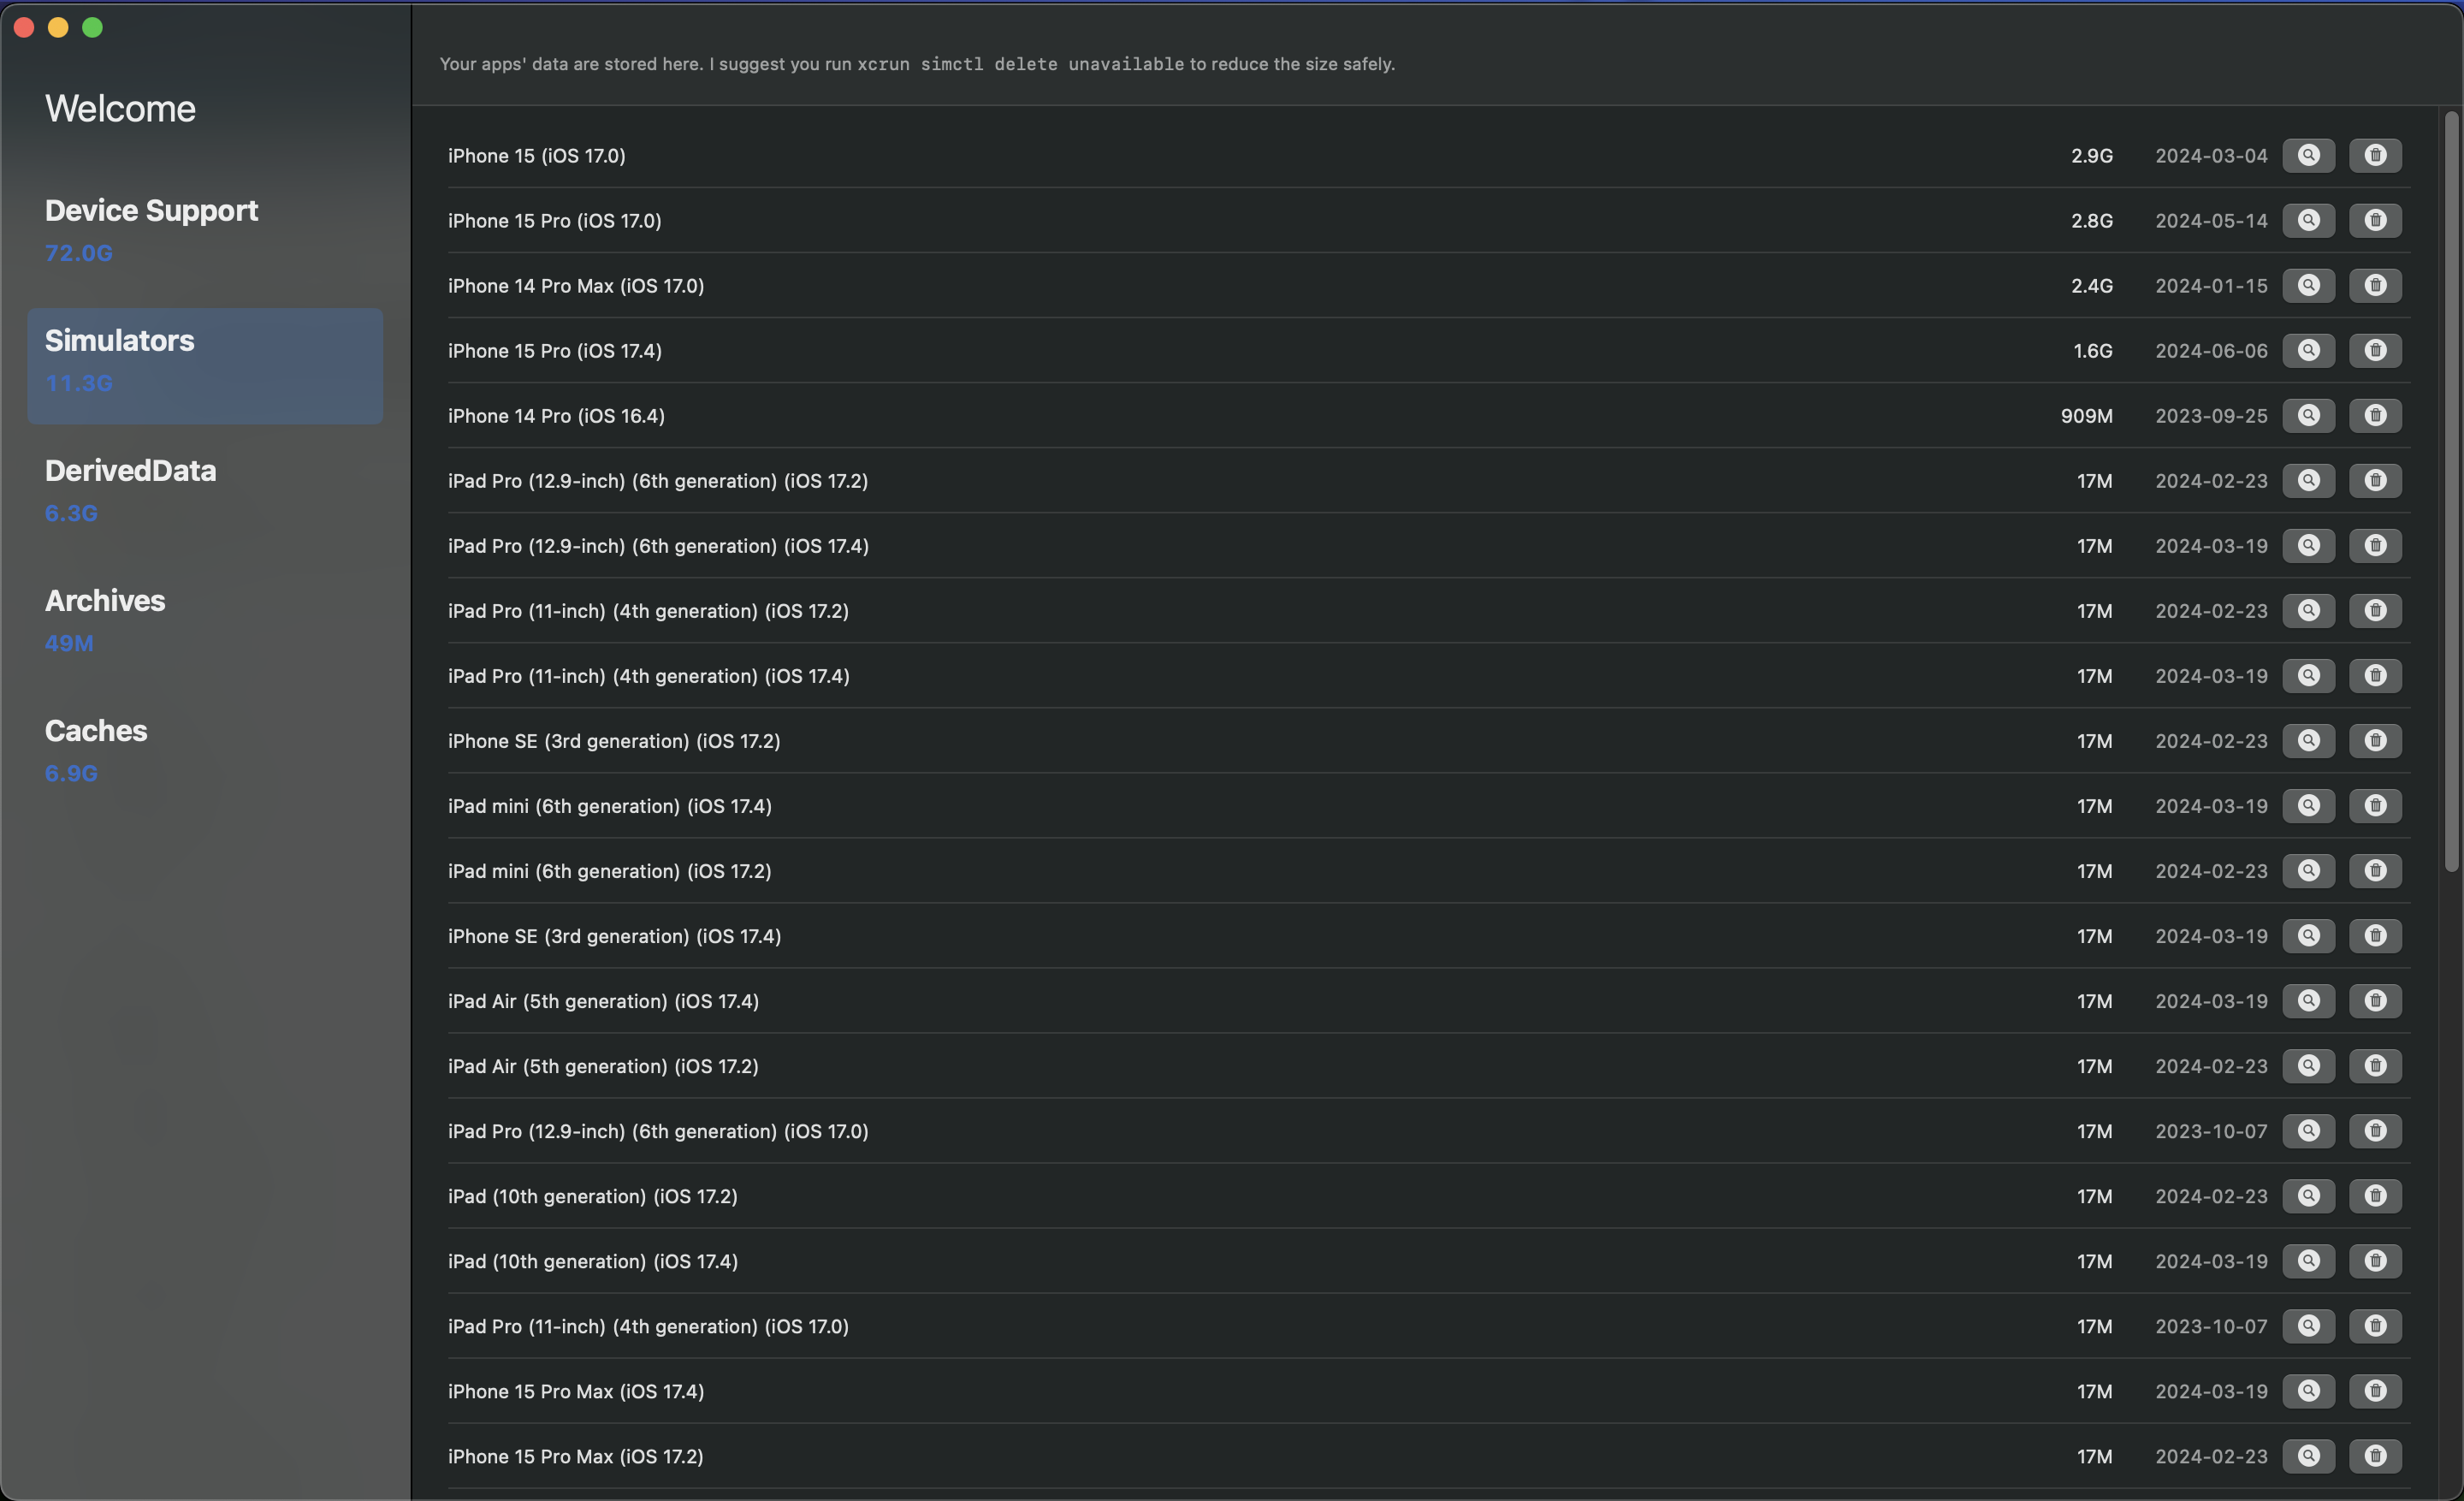 Your apps' data are stored here. I suggest you run xcrun simctl delete unavailable to reduce the size safely.
Welcome
Device Support
72.0G
Simulators
11.3G
DerivedData
6.3G
Archives
49M
Caches
6.9G
iPhone 15 (iOS 17.0) 2.9G 2024-03-04
iPhone 15 Pro (iOS 17.0) 2.8G 2024-05-14
iPhone 14 Pro Max (iOS 17.0) 2.4G 2024-01-15
iPhone 15 Pro (iOS 17.4) 1.6G 2024-06-06
iPhone 14 Pro (iOS 16.4) 909M 2023-09-25
iPad Pro (12.9-inch) (6th generation) (iOS 17.2) 17M 2024-02-23
iPad Pro (12.9-inch) (6th generation) (iOS 17.4) 17M 2024-03-19
iPad Pro (11-inch) (4th generation) (iOS 17.2) 17M 2024-02-23
iPad Pro (11-inch) (4th generation) (iOS 17.4) 17M 2024-03-19
iPhone SE (3rd generation) (iOS 17.2) 17M 2024-02-23
iPad mini (6th generation) (iOS 17.4) 17M 2024-03-19
iPad mini (6th generation) (iOS 17.2) 17M 2024-02-23
iPhone SE (3rd generation) (iOS 17.4) 17M 2024-03-19
iPad Air (5th generation) (iOS 17.4) 17M 2024-03-19
iPad Air (5th generation) (iOS 17.2) 17M 2024-02-23
iPad Pro (12.9-inch) (6th generation) (iOS 17.0) 17M 2023-10-07
iPad (10th generation) (iOS 17.2) 17M 2024-02-23
iPad (10th generation) (iOS 17.4) 17M 2024-03-19
iPad Pro (11-inch) (4th generation) (iOS 17.0) 17M 2023-10-07
iPhone 15 Pro Max (iOS 17.4) 17M 2024-03-19
iPhone 15 Pro Max (iOS 17.2) 17M 2024-02-23